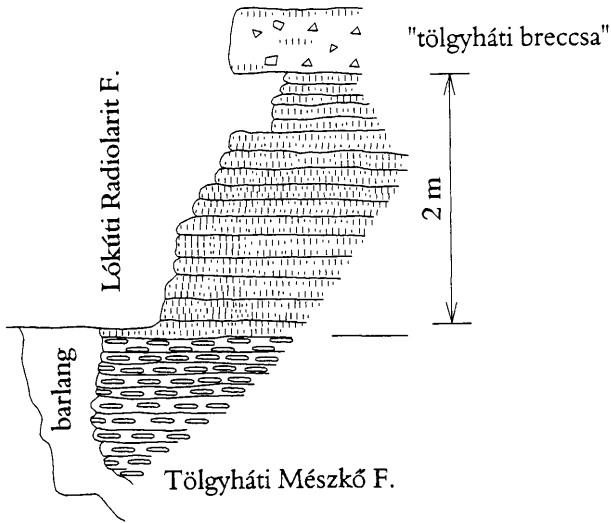 "tölgyháti breccsa"
Lókúti Radiolarit F.
2 m
barlang
Tölgyháti Mészkő F.